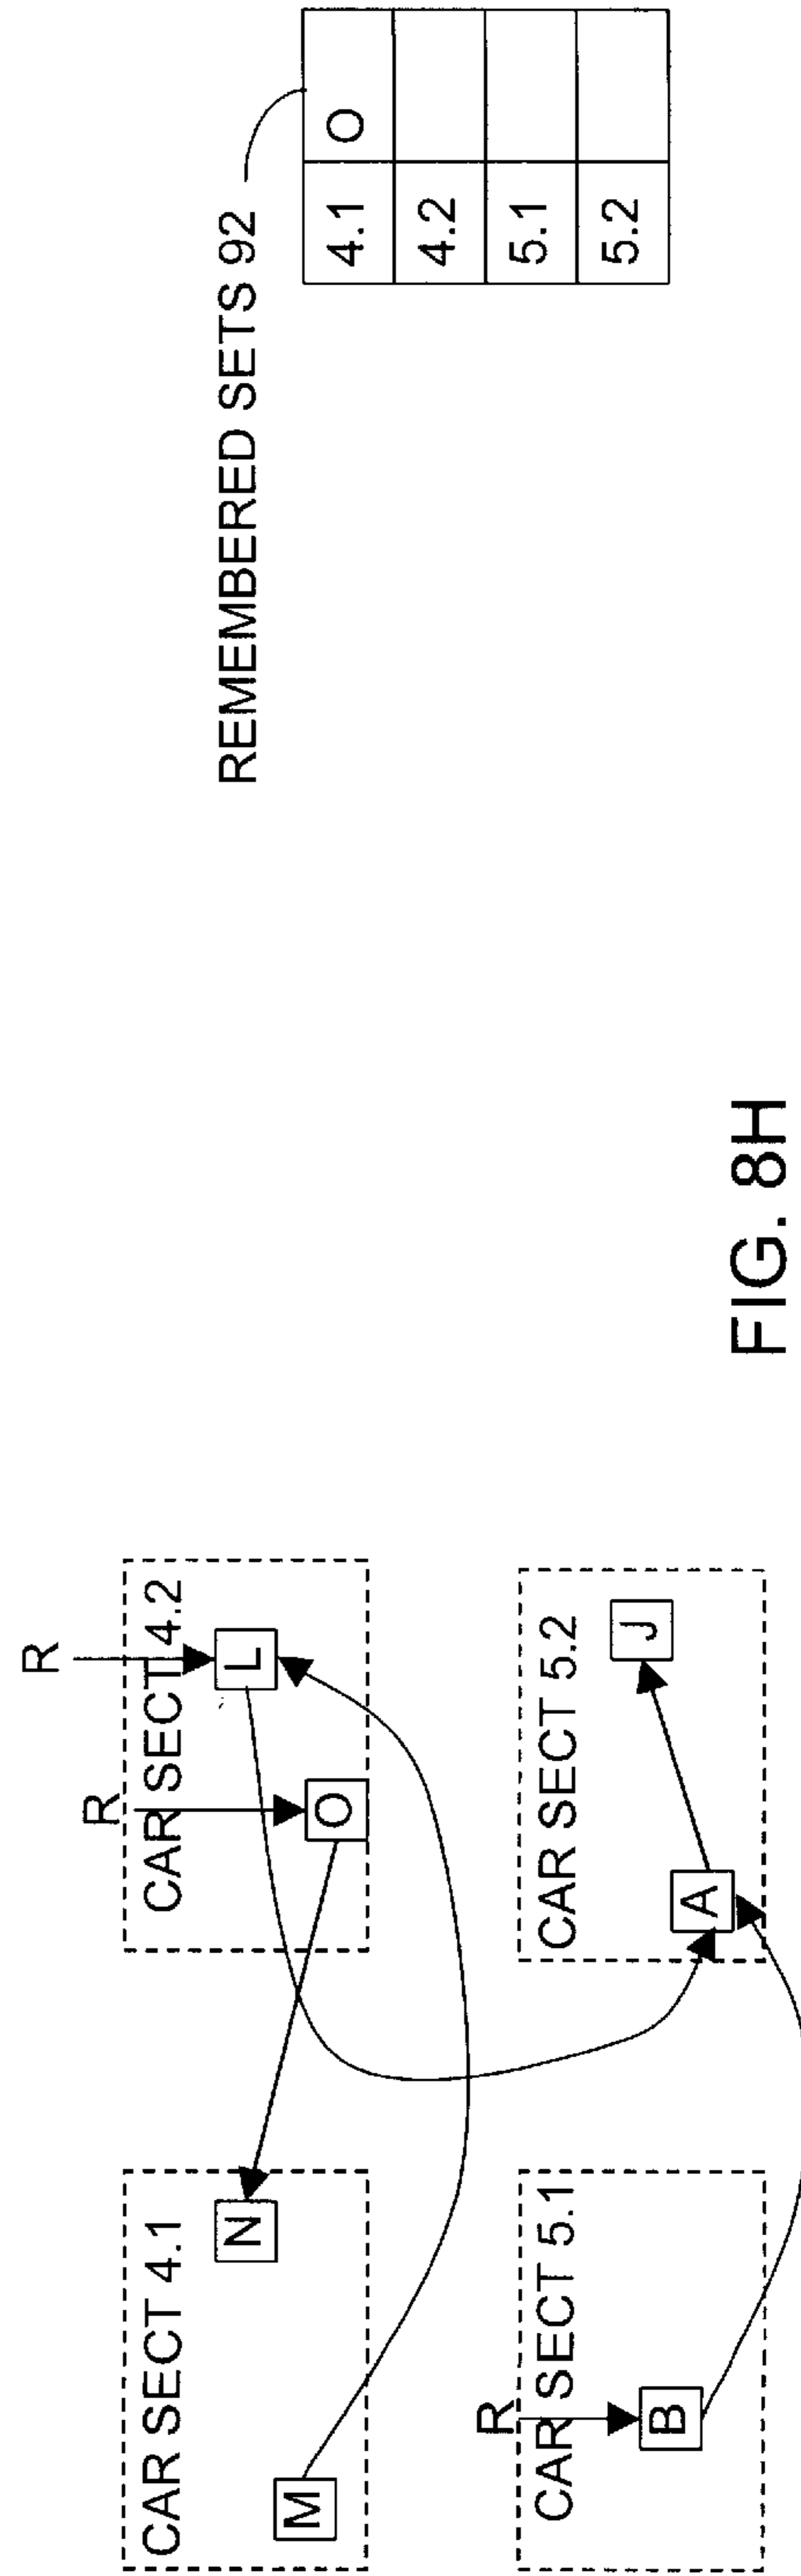 R
R
CAR SECT 4.1
CAR SECT 4.2
N
L
M
O
R
CAR SECT 5.1
CAR SECT 5.2
B
A
J
REMEMBERED SETS 92
4.1 O
4.2
5.1
5.2
FIG. 8H